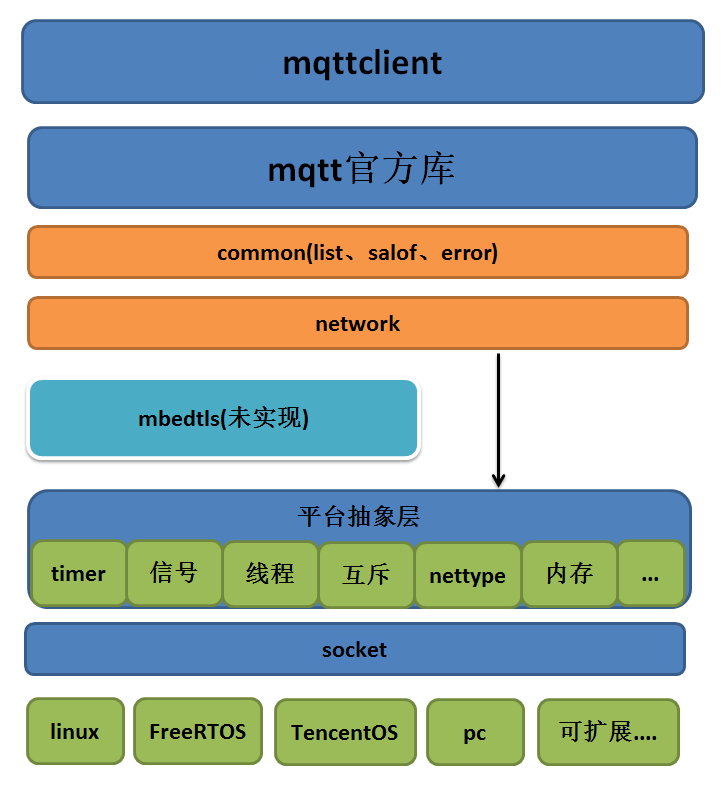 mqttclient
mqtt官方库
common(list、salof、error)
network
mbedtls(未实现)
平台抽象层
timer 信号 线程 互斥 nettype 内存 ...
socket
linux FreeRTOS TencentOS pc 可扩展....